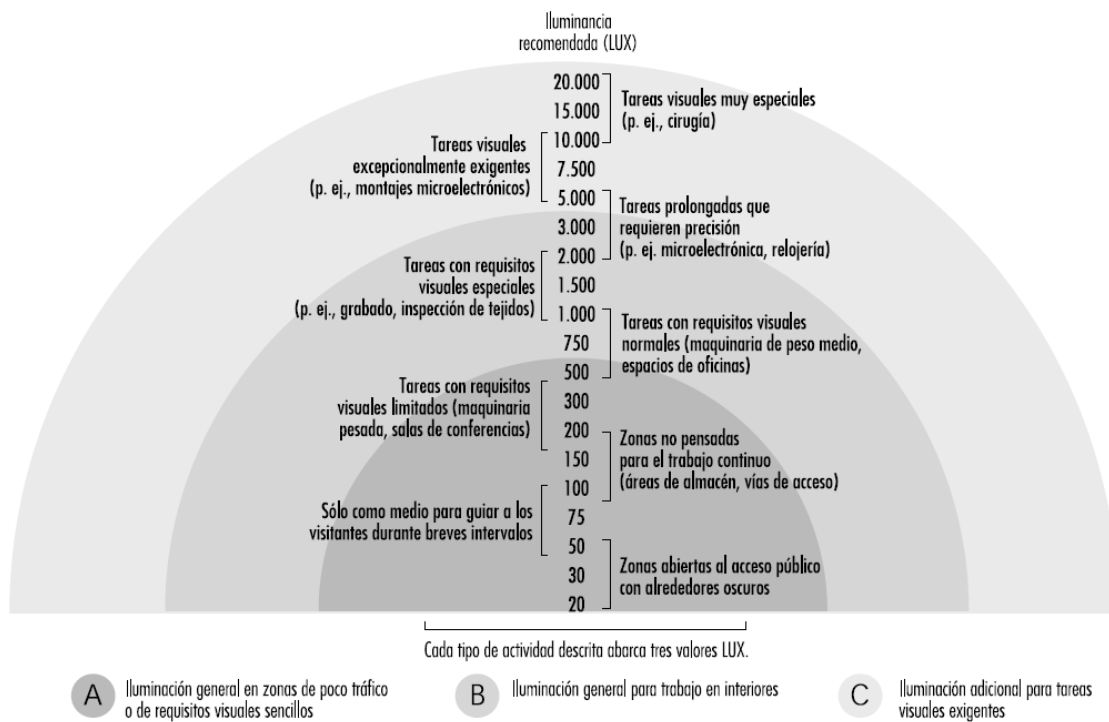 Iluminancia
recomendada (LUX)
20.000
15.000
10.000
7.500
5.000
3.000
2.000
1.500
1.000
750
500
300
200
150
100
75
50
30
20
Tareas visuales muy especiales
(p. ej., cirugía)
Tareas visuales
excepcionalmente exigentes
(p. ej., montajes microelectrónicos)
Tareas prolongadas que
requieren precisión
(p. ej. microelectrónica, relojería)
Tareas con requisitos
visuales especiales
(p. ej., grabado, inspección de tejidos)
Tareas con requisitos visuales
normales (maquinaria de peso medio,
espacios de oficinas)
Tareas con requisitos
visuales limitados (maquinaria
pesada, salas de conferencias)
Zonas no pensadas
para el trabajo continuo
(áreas de almacén, vías de acceso)
Sólo como medio para guiar a los
visitantes durante breves intervalos
Zonas abiertas al acceso público
con alrededores oscuros
Cada tipo de actividad descrita abarca tres valores LUX.
A
Iluminación general en zonas de poco tráfico
o de requisitos visuales sencillos
B
Iluminación general para trabajo en interiores
C
Iluminación adicional para tareas
visuales exigentes